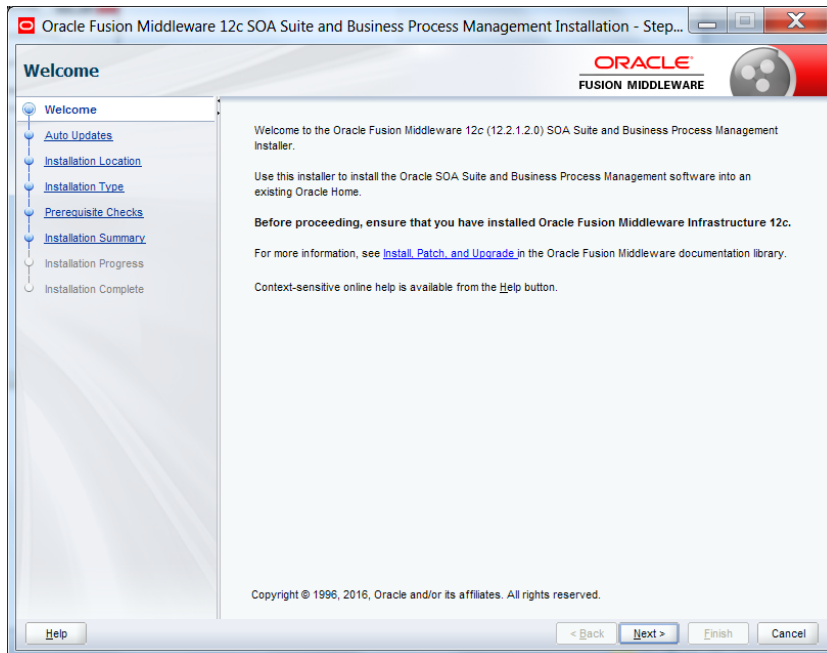 Oracle Fusion Middleware 12c SOA Suite and Business Process Management Installation - Step...
Welcome
ORACLE
FUSION MIDDLEWARE
Welcome
Auto Updates
Installation Location
Installation Type
Prerequisite Checks
Installation Summary
Installation Progress
Installation Complete
Welcome to the Oracle Fusion Middleware 12c (12.2.1.2.0) SOA Suite and Business Process Management
Installer.
Use this installer to install the Oracle SOA Suite and Business Process Management software into an
existing Oracle Home.
Before proceeding, ensure that you have installed Oracle Fusion Middleware Infrastructure 12c.
For more information, see Install, Patch, and Upgrade in the Oracle Fusion Middleware documentation library.
Context-sensitive online help is available from the Help button.
Copyright © 1996, 2016, Oracle and/or its affiliates. All rights reserved.
Help
< Back
Next >
Finish
Cancel